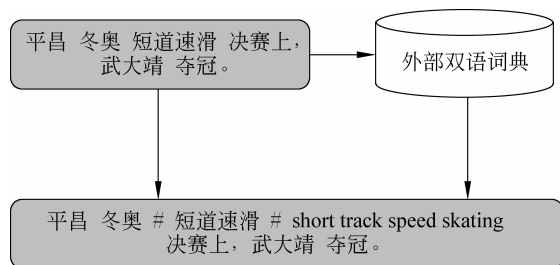 平昌 冬奥 短道速滑 决赛上,
武大靖 夺冠。
外部双语词典
平昌 冬奥 # 短道速滑 # short track speed skating
决赛上, 武大靖 夺冠。